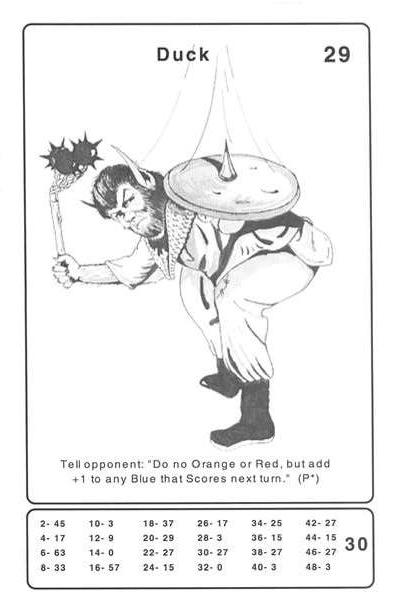 Duck 29
Tell opponent: "Do no Orange or Red, but add
+1 to any Blue that Scores next turn." (P*)
2- 45 10- 3 18- 37 26- 17 34- 25 42- 27
4- 17 12- 9 20- 29 28- 3 36- 15 44- 15
6- 63 14- 0 22- 27 30- 27 38- 27 46- 27
8- 33 16- 57 24- 15 32- 0 40- 3 48- 3
30